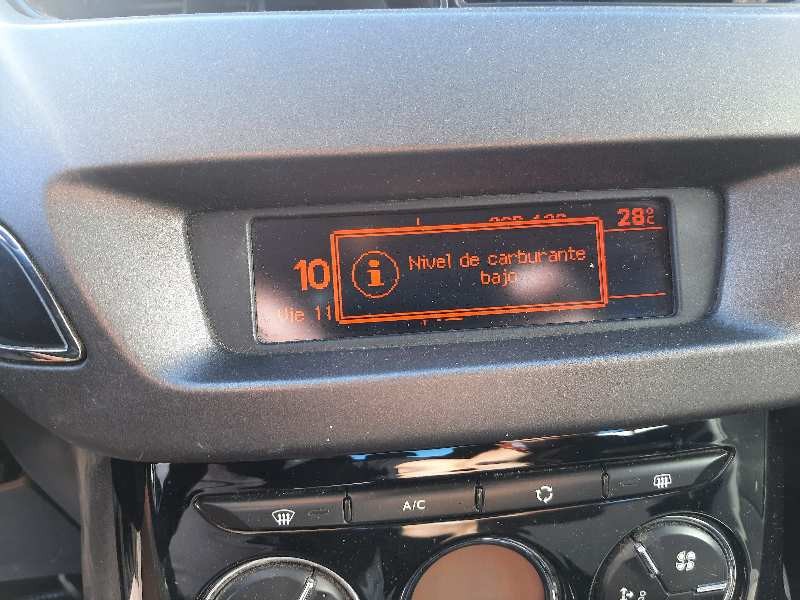 28°C
10
Nivel de carburante
bajo
Vie 11
A/C